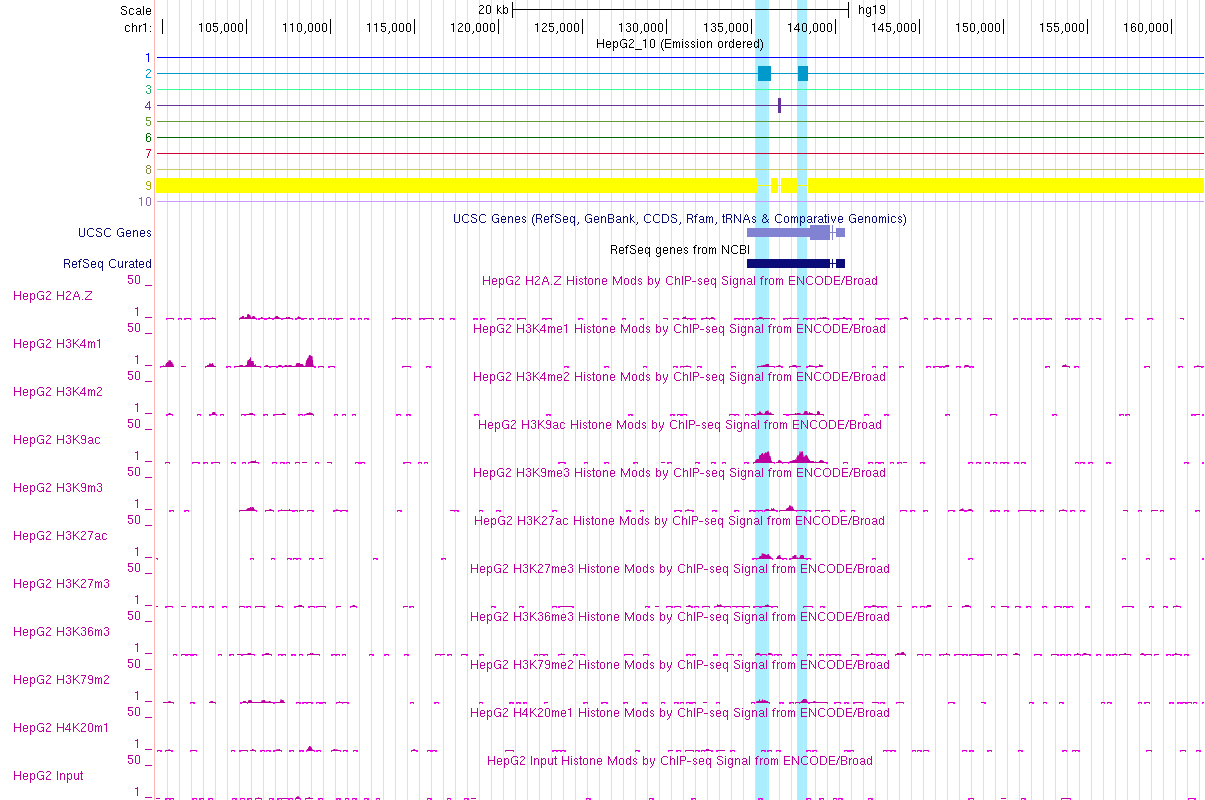 Scale 20 kb hg19
chr1: 105,000 110,000 115,000 120,000 125,000 130,000 135,000 140,000 145,000 150,000 155,000 160,000
HepG2_10 (Emission ordered)
1
2
3
4
5
6
7
8
9
10
UCSC Genes (RefSeq, GenBank, CCDS, Rfam, tRNAs & Comparative Genomics)
UCSC Genes
RefSeq genes from NCBI
RefSeq Curated
50 HepG2 H2A.Z Histone Mods by ChIP-seq Signal from ENCODE/Broad
HepG2 H2A.Z
1
50 HepG2 H3K4me1 Histone Mods by ChIP-seq Signal from ENCODE/Broad
HepG2 H3K4m1
1
50 HepG2 H3K4me2 Histone Mods by ChIP-seq Signal from ENCODE/Broad
HepG2 H3K4m2
1
50 HepG2 H3K9ac Histone Mods by ChIP-seq Signal from ENCODE/Broad
HepG2 H3K9ac
1
50 HepG2 H3K9me3 Histone Mods by ChIP-seq Signal from ENCODE/Broad
HepG2 H3K9m3
1
50 HepG2 H3K27ac Histone Mods by ChIP-seq Signal from ENCODE/Broad
HepG2 H3K27ac
1
50 HepG2 H3K27me3 Histone Mods by ChIP-seq Signal from ENCODE/Broad
HepG2 H3K27m3
1
50 HepG2 H3K36me3 Histone Mods by ChIP-seq Signal from ENCODE/Broad
HepG2 H3K36m3
1
50 HepG2 H3K79me2 Histone Mods by ChIP-seq Signal from ENCODE/Broad
HepG2 H3K79m2
1
50 HepG2 H4K20me1 Histone Mods by ChIP-seq Signal from ENCODE/Broad
HepG2 H4K20m1
1
50 HepG2 Input Histone Mods by ChIP-seq Signal from ENCODE/Broad
HepG2 Input
1